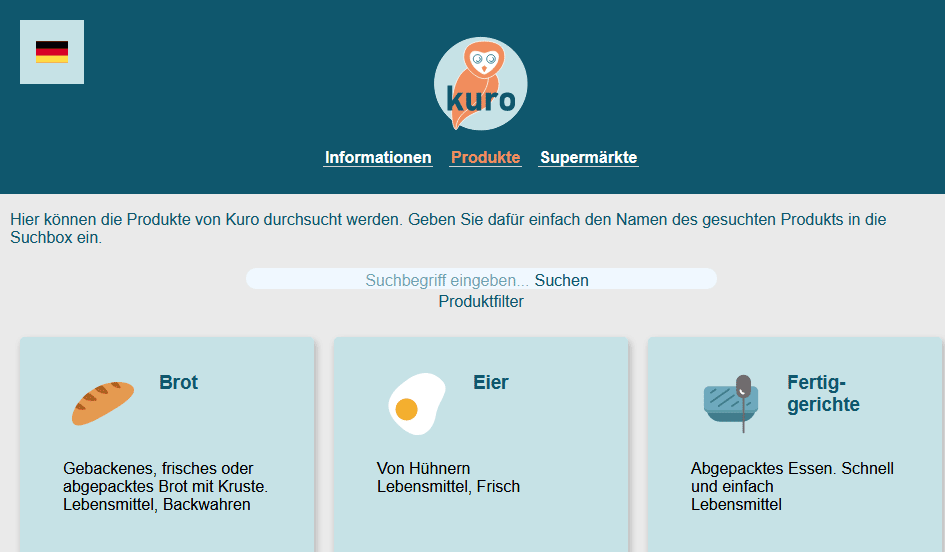 kuro
Informationen Produkte Supermärkte
Hier können die Produkte von Kuro durchsucht werden. Geben Sie dafür einfach den Namen des gesuchten Produkts in die
Suchbox ein.
Suchbegriff eingeben... Suchen
Produktfilter
Brot
Gebackenes, frisches oder
abgepacktes Brot mit Kruste.
Lebensmittel, Backwahren
Eier
Von Hühnern
Lebensmittel, Frisch
Fertig-
gerichte
Abgepacktes Essen. Schnell
und einfach
Lebensmittel